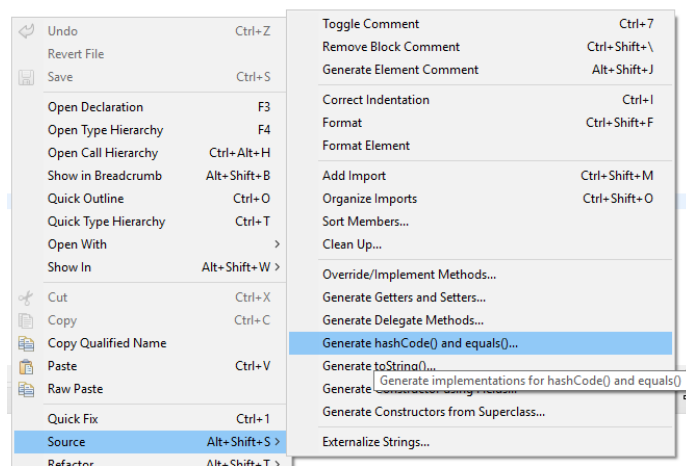 Undo Ctrl+Z
Revert File
Save Ctrl+S
Open Declaration F3
Open Type Hierarchy F4
Open Call Hierarchy Ctrl+Alt+H
Show in Breadcrumb Alt+Shift+B
Quick Outline Ctrl+O
Quick Type Hierarchy Ctrl+T
Open With >
Show In Alt+Shift+W >
Cut Ctrl+X
Copy Ctrl+C
Copy Qualified Name
Paste Ctrl+V
Raw Paste
Quick Fix Ctrl+1
Source Alt+Shift+S >
Refactor Alt+Shift+T >
Toggle Comment Ctrl+7
Remove Block Comment Ctrl+Shift+\
Generate Element Comment Alt+Shift+J
Correct Indentation Ctrl+I
Format Ctrl+Shift+F
Format Element
Add Import Ctrl+Shift+M
Organize Imports Ctrl+Shift+O
Sort Members...
Clean Up...
Override/Implement Methods...
Generate Getters and Setters...
Generate Delegate Methods...
Generate hashCode() and equals()...
Generate toString()...
Generate implementations for hashCode() and equals()
Generate Constructor using Fields...
Generate Constructors from Superclass...
Externalize Strings...